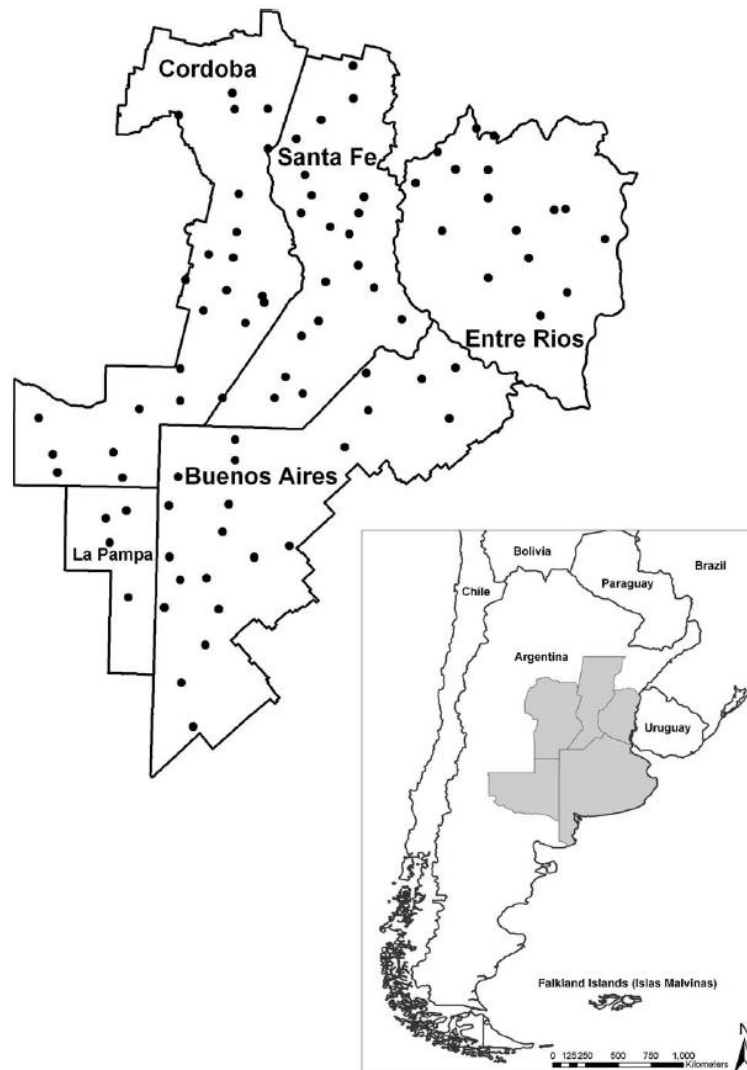 Cordoba
Santa Fe
Entre Rios
Buenos Aires
La Pampa
Bolivia
Brazil
Paraguay
Chile
Argentina
Uruguay
Falkland Islands (Islas Malvinas)
N
0 125 250 500 750 1,000
Kilometers